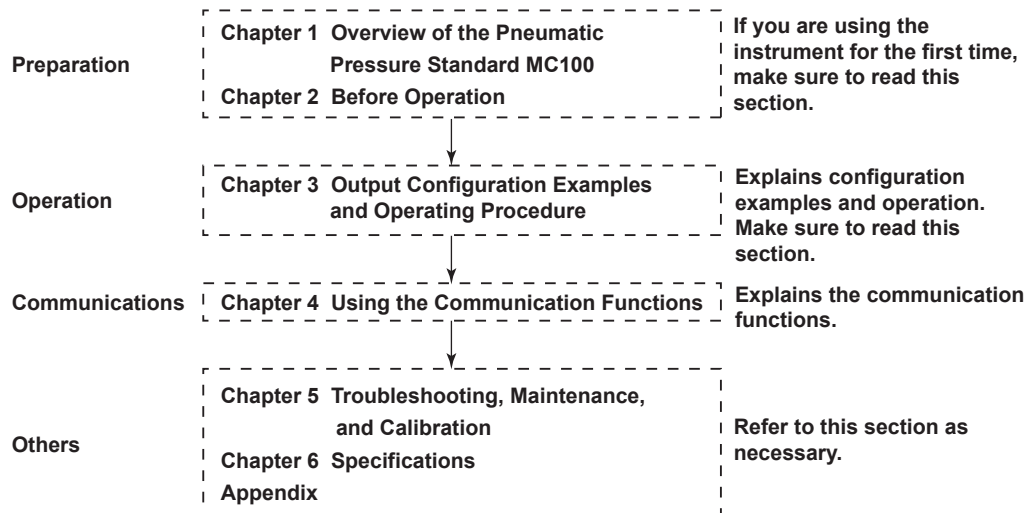 Preparation
Chapter 1 Overview of the Pneumatic
Pressure Standard MC100
Chapter 2 Before Operation
If you are using the
instrument for the first time,
make sure to read this
section.
Operation
Chapter 3 Output Configuration Examples
and Operating Procedure
Explains configuration
examples and operation.
Make sure to read this
section.
Communications
Chapter 4 Using the Communication Functions
Explains the communication
functions.
Others
Chapter 5 Troubleshooting, Maintenance,
and Calibration
Chapter 6 Specifications
Appendix
Refer to this section as
necessary.